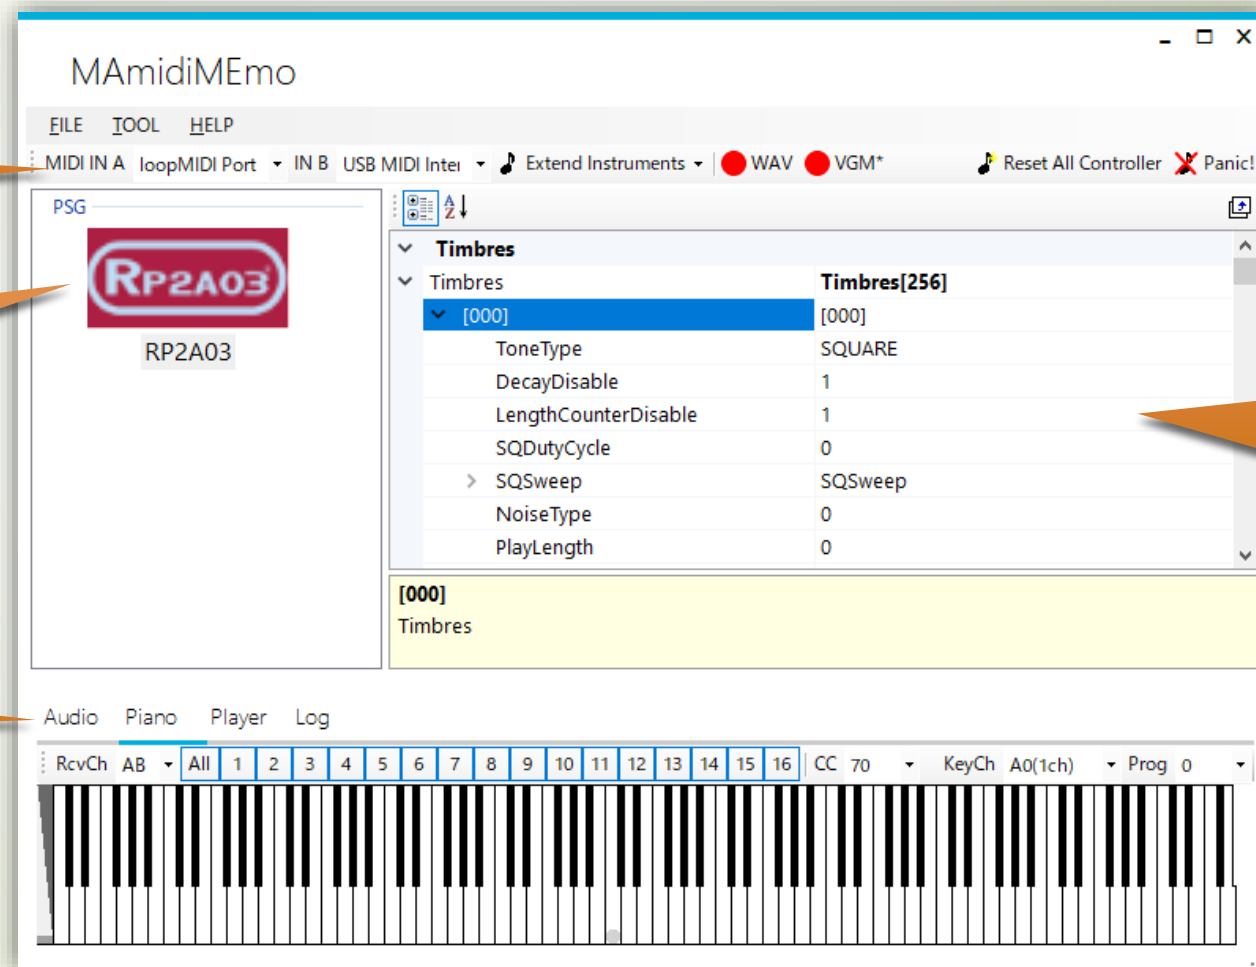 MAmidiMEmo
FILE TOOL HELP
MIDI IN A loopMIDI Port IN B USB MIDI Inter Extend Instruments WAV VGM* Reset All Controller Panic!
PSG
RP2A03
RP2A03
Timbres
Timbres Timbres[256]
[000] [000]
ToneType SQUARE
DecayDisable 1
LengthCounterDisable 1
SQDutyCycle 0
SQSweep SQSweep
NoiseType 0
PlayLength 0
[000]
Timbres
Audio Piano Player Log
RcvCh AB All 1 2 3 4 5 6 7 8 9 10 11 12 13 14 15 16 CC 70 KeyCh A0(1ch) Prog 0